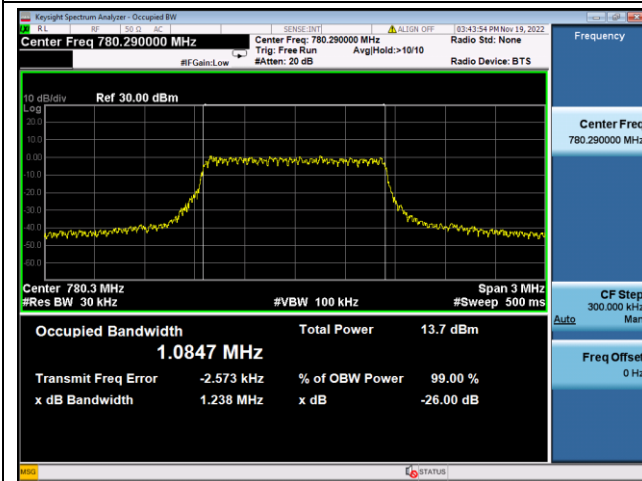 Keysight Spectrum Analyzer - Occupied BW
RL RF 50 Ω AC SENSE:INT ALIGN OFF 03:43:54 PM Nov 19, 2022
Center Freq 780.290000 MHz Center Freq: 780.290000 MHz Radio Std: None Frequency
Trig: Free Run Avg|Hold:>10/10
#IFGain:Low #Atten: 20 dB Radio Device: BTS
10 dB/div Ref 30.00 dBm
Log
20.0
10.0
0.00
-10.0
-20.0
-30.0
-40.0
-50.0
-60.0
Center Freq
780.290000 MHz
Center 780.3 MHz Span 3 MHz
#Res BW 30 kHz #VBW 100 kHz #Sweep 500 ms
CF Step
300.000 kHz
Auto Man
Occupied Bandwidth Total Power 13.7 dBm
1.0847 MHz
Transmit Freq Error -2.573 kHz % of OBW Power 99.00 %
x dB Bandwidth 1.238 MHz x dB -26.00 dB
Freq Offset
0 Hz
MSG STATUS